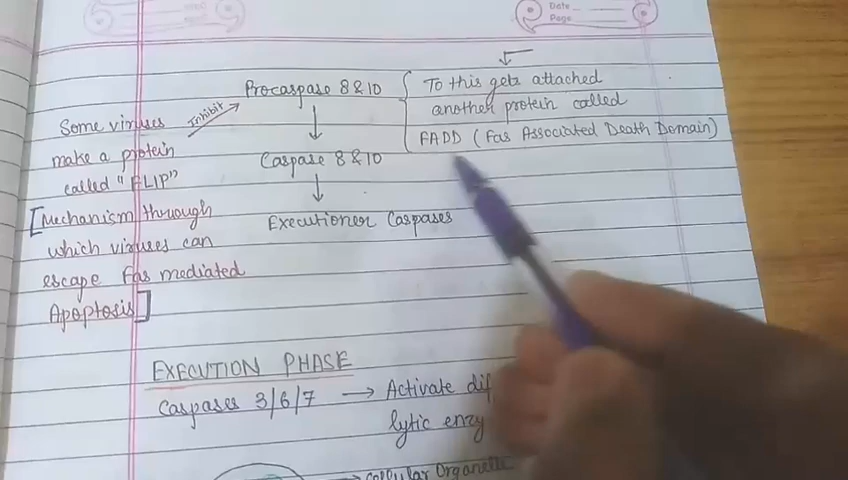 Date
Page
Procaspase 8 & 10
To this gets attached
another protein called
FADD (Fas Associated Death Domain)
Inhibit
Some viruses
make a protein
called "FLIP"
[Mechanism through
which viruses can
escape Fas mediated
Apoptosis]
Caspase 8 & 10
Executioner Caspases
EXECUTION PHASE
Caspases 3/6/7 → Activate dif
lytic enzy
Cellular Organelle